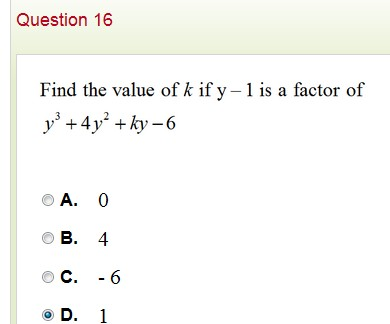 Question 16
Find the value of k if y – 1 is a factor of
y³ + 4y² + ky – 6
A. 0
B. 4
C. - 6
D. 1